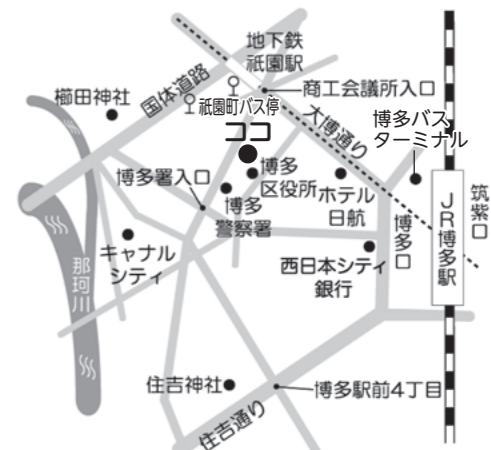 地下鉄
祇園駅
国体道路
商工会議所入口
櫛田神社
祇園町バス停
大博通り
博多バス
ターミナル
ココ
博多署入口
博多
区役所
ホテル
日航
博多
警察署
博多口
JR博多駅
筑紫口
キャナル
シティ
西日本シティ
銀行
那珂川
住吉神社
博多駅前4丁目
住吉通り